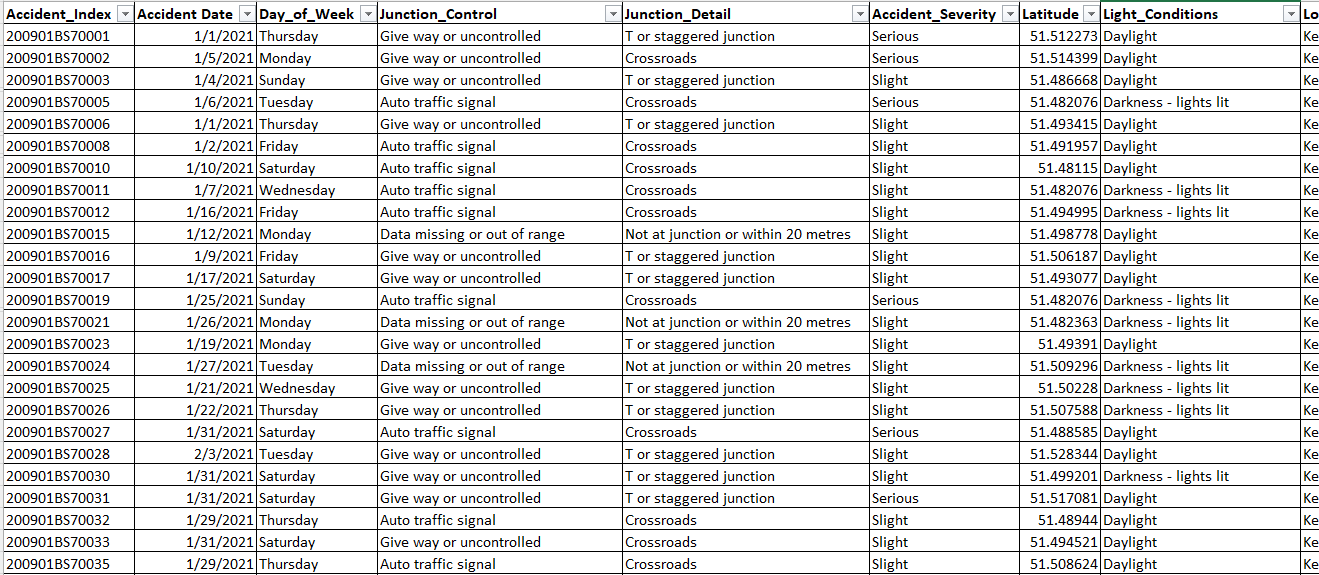 Accident_Index Accident Date Day_of_Week Junction_Control Junction_Detail Accident_Severity Latitude Light_Conditions Lo
200901BS70001 1/1/2021 Thursday Give way or uncontrolled T or staggered junction Serious 51.512273 Daylight Ke
200901BS70002 1/5/2021 Monday Give way or uncontrolled Crossroads Serious 51.514399 Daylight Ke
200901BS70003 1/4/2021 Sunday Give way or uncontrolled T or staggered junction Slight 51.486668 Daylight Ke
200901BS70005 1/6/2021 Tuesday Auto traffic signal Crossroads Serious 51.482076 Darkness - lights lit Ke
200901BS70006 1/1/2021 Thursday Give way or uncontrolled T or staggered junction Slight 51.493415 Daylight Ke
200901BS70008 1/2/2021 Friday Auto traffic signal Crossroads Slight 51.491957 Daylight Ke
200901BS70010 1/10/2021 Saturday Auto traffic signal Crossroads Slight 51.48115 Daylight Ke
200901BS70011 1/7/2021 Wednesday Auto traffic signal Crossroads Slight 51.482076 Darkness - lights lit Ke
200901BS70012 1/16/2021 Friday Auto traffic signal Crossroads Slight 51.494995 Darkness - lights lit Ke
200901BS70015 1/12/2021 Monday Data missing or out of range Not at junction or within 20 metres Slight 51.498778 Daylight Ke
200901BS70016 1/9/2021 Friday Give way or uncontrolled T or staggered junction Slight 51.506187 Daylight Ke
200901BS70017 1/17/2021 Saturday Give way or uncontrolled T or staggered junction Slight 51.493077 Daylight Ke
200901BS70019 1/25/2021 Sunday Auto traffic signal Crossroads Serious 51.482076 Darkness - lights lit Ke
200901BS70021 1/26/2021 Monday Data missing or out of range Not at junction or within 20 metres Slight 51.482363 Darkness - lights lit Ke
200901BS70023 1/19/2021 Monday Give way or uncontrolled T or staggered junction Slight 51.49391 Daylight Ke
200901BS70024 1/27/2021 Tuesday Data missing or out of range Not at junction or within 20 metres Slight 51.509296 Darkness - lights lit Ke
200901BS70025 1/21/2021 Wednesday Give way or uncontrolled T or staggered junction Slight 51.50228 Darkness - lights lit Ke
200901BS70026 1/22/2021 Thursday Give way or uncontrolled T or staggered junction Slight 51.507588 Darkness - lights lit Ke
200901BS70027 1/31/2021 Saturday Auto traffic signal Crossroads Serious 51.488585 Daylight Ke
200901BS70028 2/3/2021 Tuesday Give way or uncontrolled T or staggered junction Slight 51.528344 Daylight Ke
200901BS70030 1/31/2021 Saturday Give way or uncontrolled T or staggered junction Slight 51.499201 Darkness - lights lit Ke
200901BS70031 1/31/2021 Saturday Give way or uncontrolled T or staggered junction Serious 51.517081 Daylight Ke
200901BS70032 1/29/2021 Thursday Auto traffic signal Crossroads Slight 51.48944 Daylight Ke
200901BS70033 1/31/2021 Saturday Give way or uncontrolled Crossroads Slight 51.494521 Daylight Ke
200901BS70035 1/29/2021 Thursday Auto traffic signal Crossroads Slight 51.508624 Daylight Ke